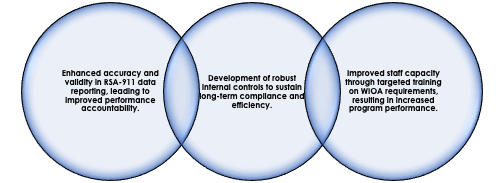 Enhanced accuracy and
validity in RSA-911 data
reporting, leading to
improved performance
accountability.
Development of robust
internal controls to sustain
long-term compliance and
efficiency.
Improved staff capacity
through targeted training
on WIOA requirements,
resulting in increased
program performance.